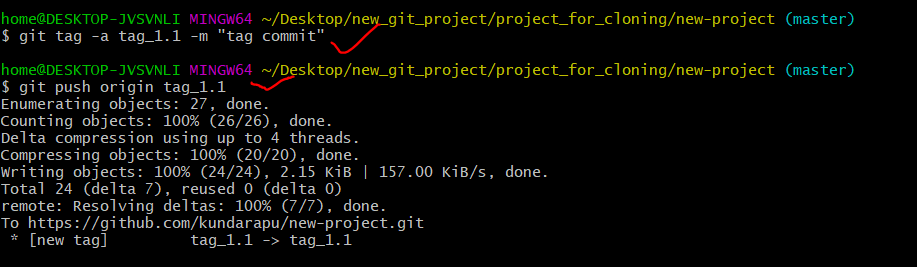 home@DESKTOP-JVSVNLI MINGW64 ~/Desktop/new_git_project/project_for_cloning/new-project (master)
$ git tag -a tag_1.1 -m "tag commit"
home@DESKTOP-JVSVNLI MINGW64 ~/Desktop/new_git_project/project_for_cloning/new-project (master)
$ git push origin tag_1.1
Enumerating objects: 27, done.
Counting objects: 100% (26/26), done.
Delta compression using up to 4 threads.
Compressing objects: 100% (20/20), done.
Writing objects: 100% (24/24), 2.15 KiB | 157.00 KiB/s, done.
Total 24 (delta 7), reused 0 (delta 0)
remote: Resolving deltas: 100% (7/7), done.
To https://github.com/kundarapu/new-project.git
 * [new tag]         tag_1.1 -> tag_1.1